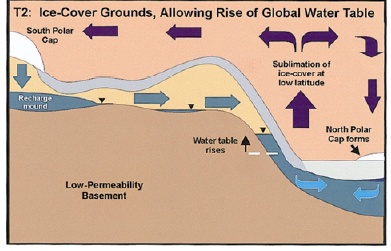 T2: Ice-Cover Grounds, Allowing Rise of Global Water Table
South Polar
Cap
Sublimation of
ice-cover at
low latitude
Recharge
mound
North Polar
Cap forms
Water table
rises
Low-Permeability
Basement